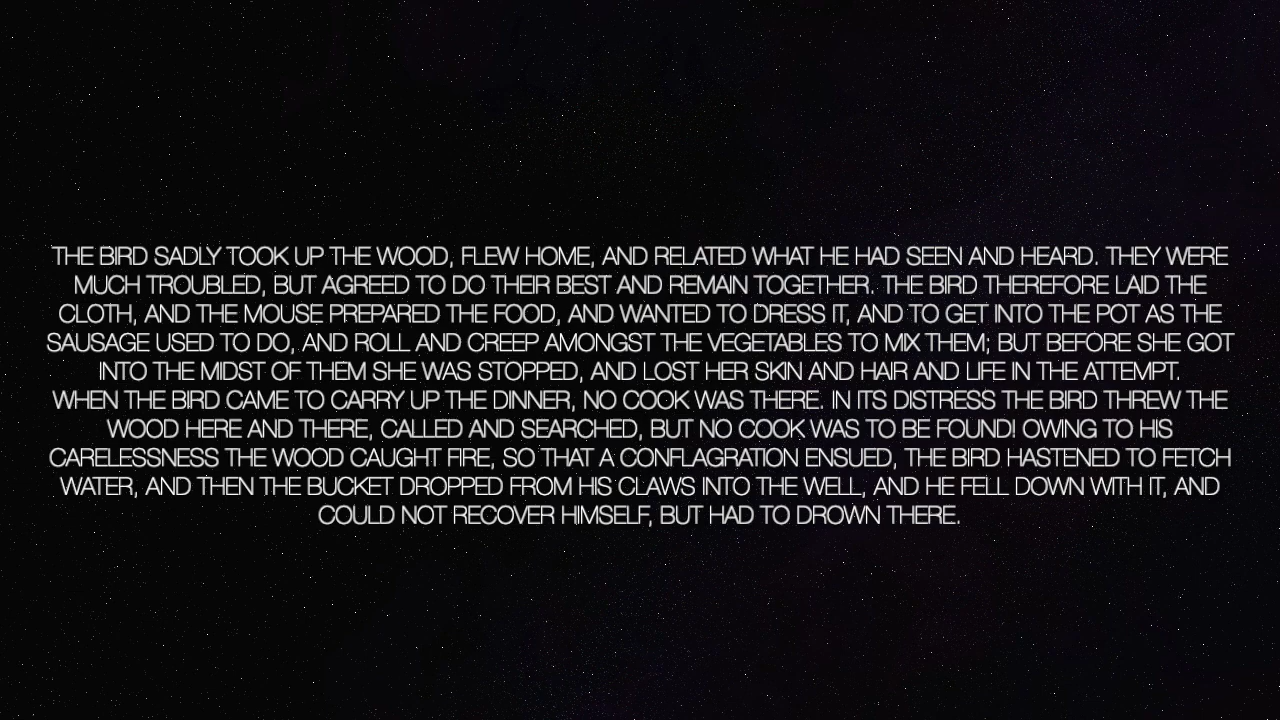 THE BIRD SADLY TOOK UP THE WOOD, FLEW HOME, AND RELATED WHAT HE HAD SEEN AND HEARD. THEY WERE
MUCH TROUBLED, BUT AGREED TO DO THEIR BEST AND REMAIN TOGETHER. THE BIRD THEREFORE LAID THE
CLOTH, AND THE MOUSE PREPARED THE FOOD, AND WANTED TO DRESS IT, AND TO GET INTO THE POT AS THE
SAUSAGE USED TO DO, AND ROLL AND CREEP AMONGST THE VEGETABLES TO MIX THEM; BUT BEFORE SHE GOT
INTO THE MIDST OF THEM SHE WAS STOPPED, AND LOST HER SKIN AND HAIR AND LIFE IN THE ATTEMPT.
WHEN THE BIRD CAME TO CARRY UP THE DINNER, NO COOK WAS THERE. IN ITS DISTRESS THE BIRD THREW THE
WOOD HERE AND THERE, CALLED AND SEARCHED, BUT NO COOK WAS TO BE FOUND! OWING TO HIS
CARELESSNESS THE WOOD CAUGHT FIRE, SO THAT A CONFLAGRATION ENSUED, THE BIRD HASTENED TO FETCH
WATER, AND THEN THE BUCKET DROPPED FROM HIS CLAWS INTO THE WELL, AND HE FELL DOWN WITH IT, AND
COULD NOT RECOVER HIMSELF, BUT HAD TO DROWN THERE.